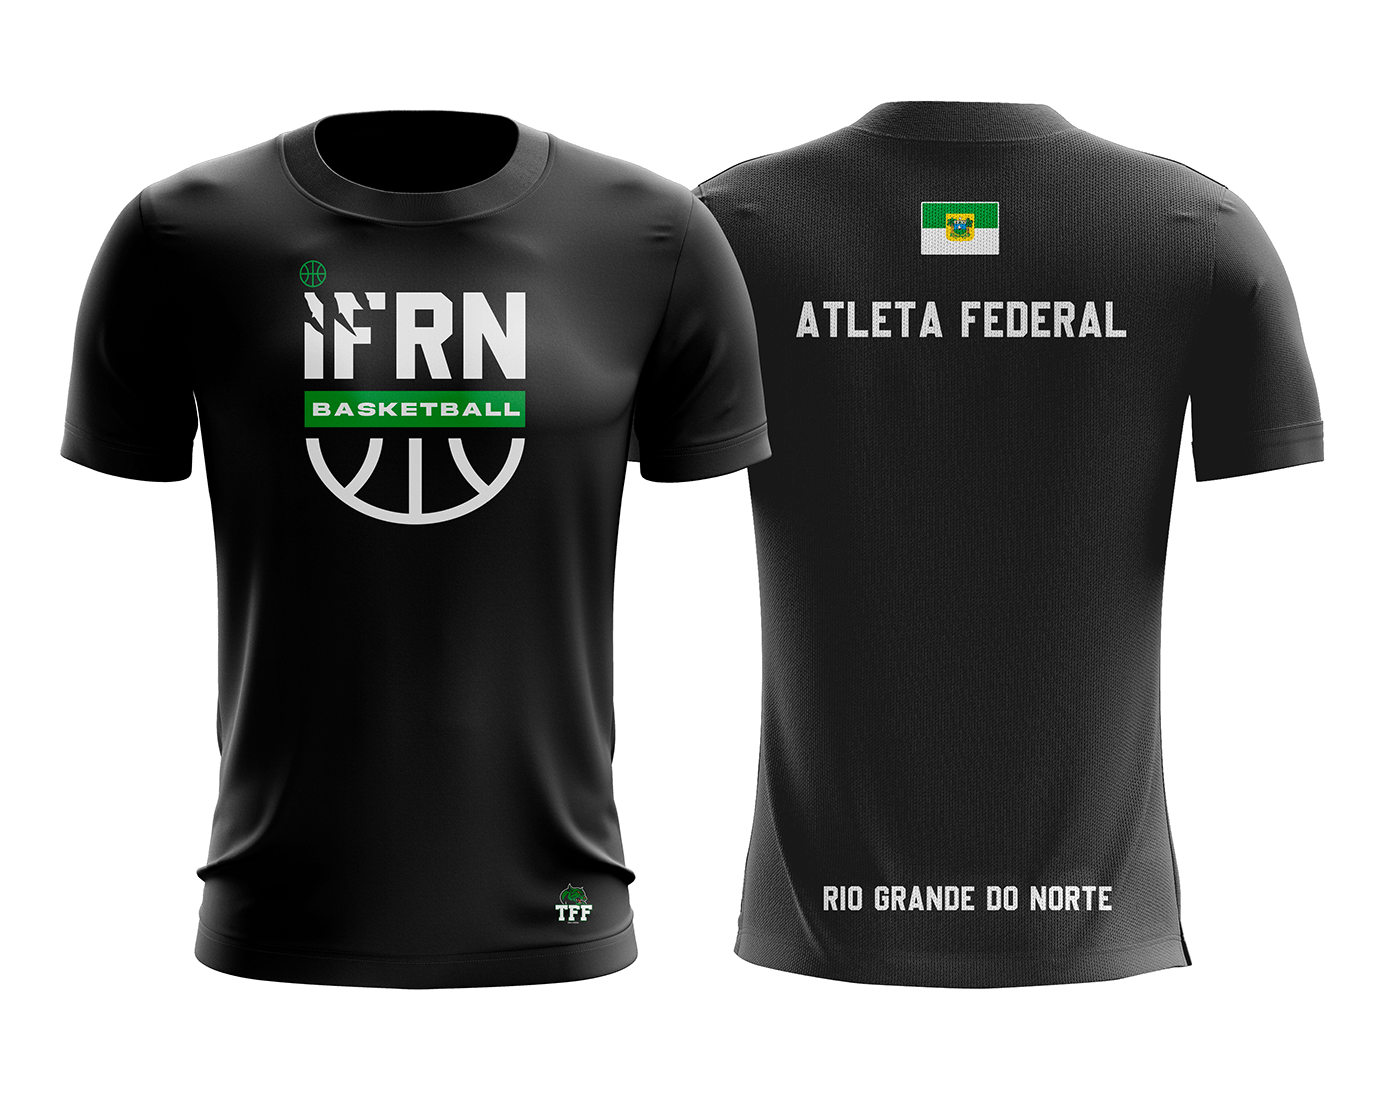 iFRN
BASKETBALL
TFF
ATLETA FEDERAL
RIO GRANDE DO NORTE